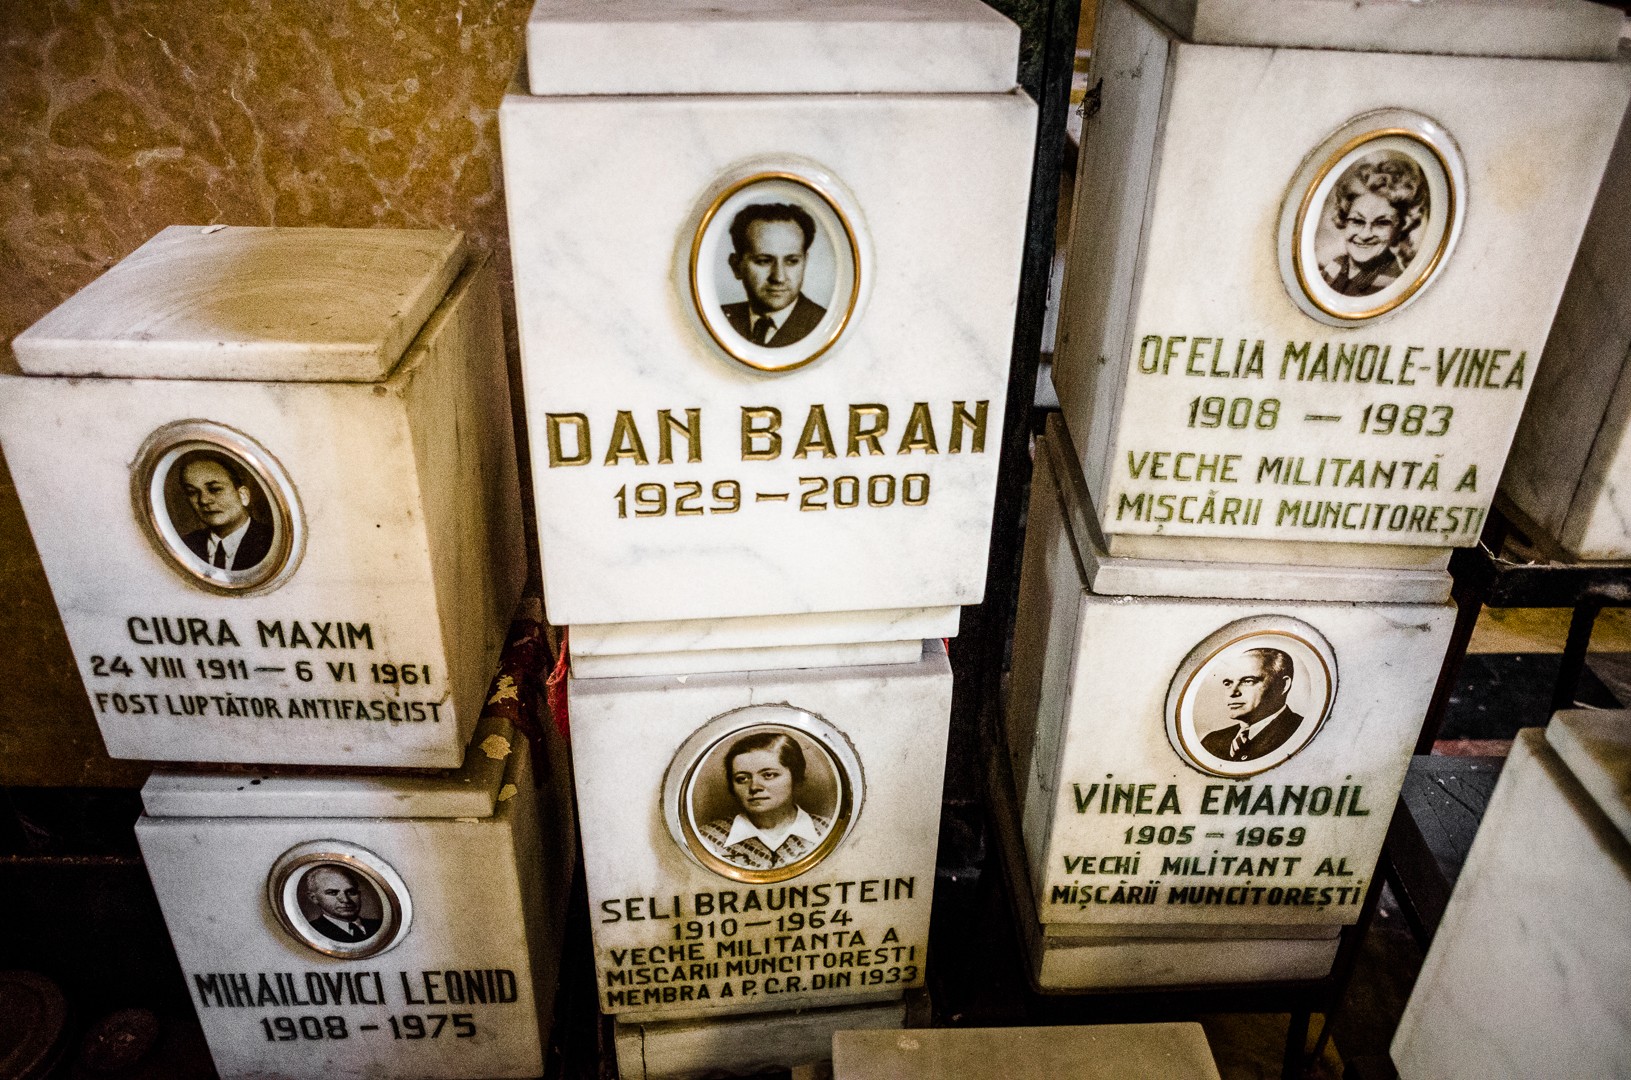 CIURA MAXIM
24 VIII 1911 — 6 VI 1961
FOST LUPTĂTOR ANTIFASCIST
MIHAILOVICI LEONID
1908 - 1975
DAN BARAN
1929 - 2000
SELI BRAUNSTEIN
1910 - 1964
VECHE MILITANTA A
MISCARII MUNCITORESTI
MEMBRA A P.C.R. DIN 1933
OFELIA MANOLE-VINEA
1908 — 1983
VECHE MILITANTĂ A
MIȘCĂRII MUNCITOREȘTI
VINEA EMANOIL
1905 - 1969
VECHI MILITANT AL
MIȘCĂRII MUNCITOREȘTI